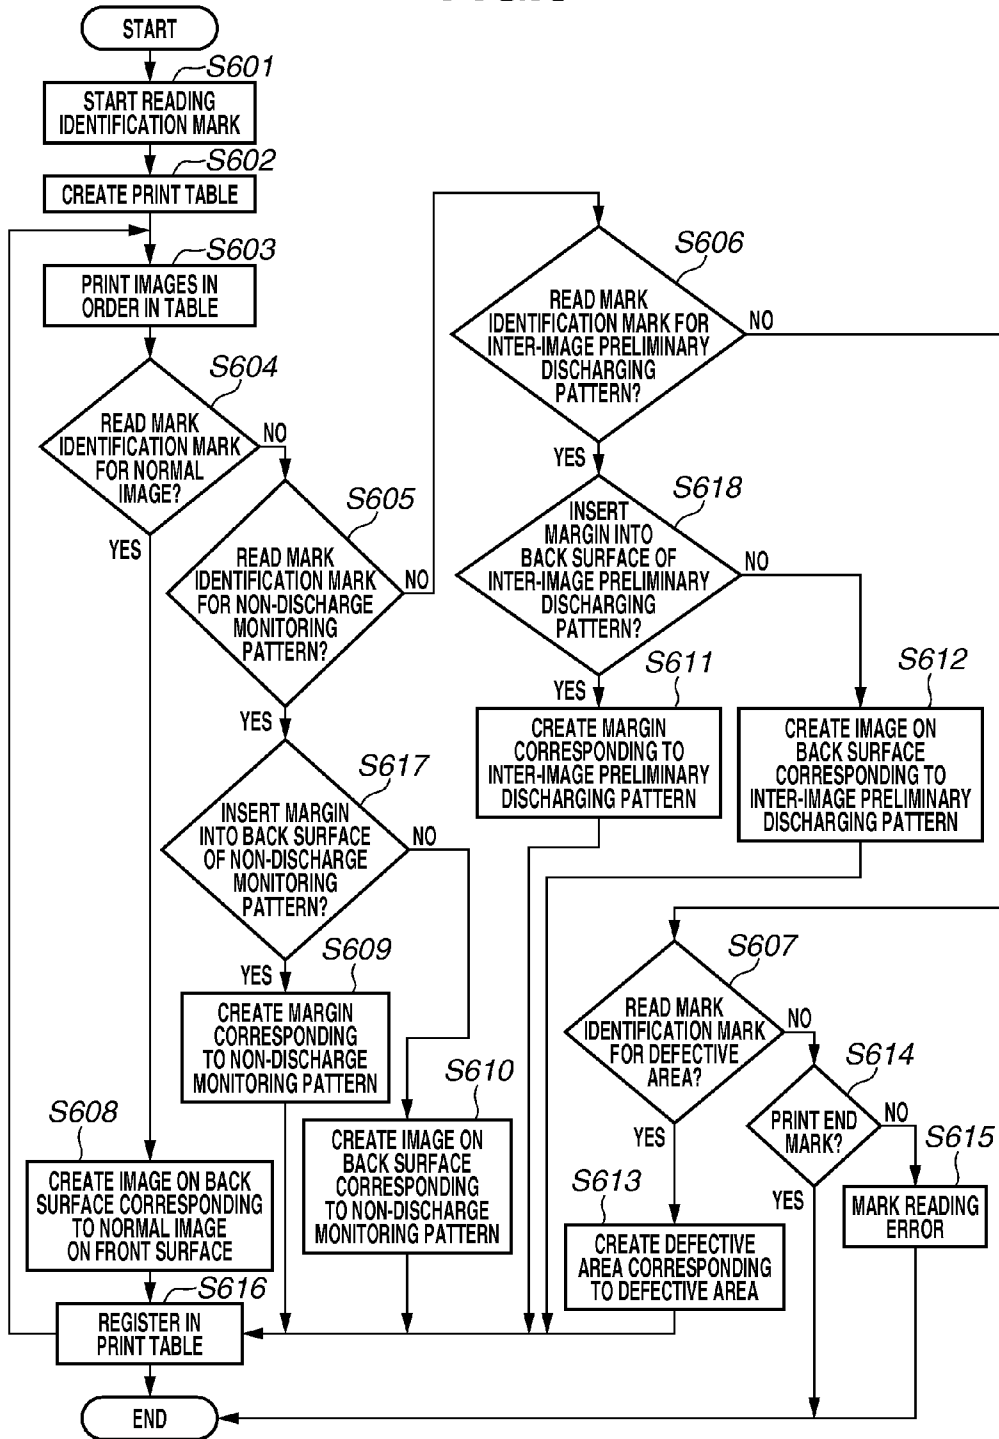 START
S601
START READING
IDENTIFICATION MARK
S602
CREATE PRINT TABLE
S603
PRINT IMAGES IN
ORDER IN TABLE
S604
READ MARK
IDENTIFICATION MARK
FOR NORMAL
IMAGE?
NO
YES
S605
READ MARK
IDENTIFICATION MARK
FOR NON-DISCHARGE
MONITORING
PATTERN?
NO
YES
S606
READ MARK
IDENTIFICATION MARK FOR
INTER-IMAGE PRELIMINARY
DISCHARGING
PATTERN?
NO
YES
S618
INSERT
MARGIN INTO
BACK SURFACE OF
INTER-IMAGE PRELIMINARY
DISCHARGING
PATTERN?
NO
YES
S611
CREATE MARGIN
CORRESPONDING TO
INTER-IMAGE PRELIMINARY
DISCHARGING PATTERN
S612
CREATE IMAGE ON
BACK SURFACE
CORRESPONDING TO
INTER-IMAGE PRELIMINARY
DISCHARGING PATTERN
S617
INSERT MARGIN
INTO BACK SURFACE
OF NON-DISCHARGE
MONITORING
PATTERN?
NO
YES
S609
CREATE MARGIN
CORRESPONDING
TO NON-DISCHARGE
MONITORING PATTERN
S610
CREATE IMAGE ON
BACK SURFACE
CORRESPONDING
TO NON-DISCHARGE
MONITORING PATTERN
S607
READ MARK
IDENTIFICATION MARK
FOR DEFECTIVE
AREA?
NO
YES
S614
PRINT END
MARK?
NO
YES
S615
MARK READING
ERROR
S613
CREATE DEFECTIVE
AREA CORRESPONDING
TO DEFECTIVE AREA
S608
CREATE IMAGE ON BACK
SURFACE CORRESPONDING
TO NORMAL IMAGE
ON FRONT SURFACE
S616
REGISTER IN
PRINT TABLE
END